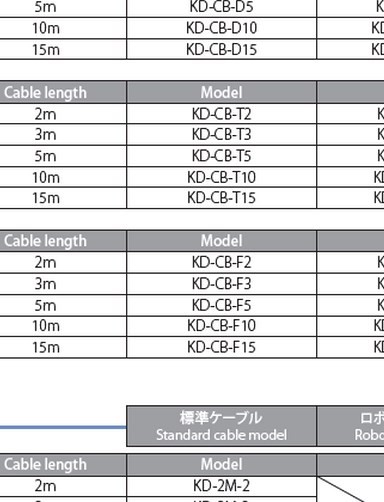 5m KD-CB-D5
10m KD-CB-D10 KD
15m KD-CB-D15 KD
Cable length Model
2m KD-CB-T2 K
3m KD-CB-T3 K
5m KD-CB-T5 K
10m KD-CB-T10 KD
15m KD-CB-T15 KD
Cable length Model
2m KD-CB-F2 K
3m KD-CB-F3 K
5m KD-CB-F5 K
10m KD-CB-F10 KD
15m KD-CB-F15 KD
標準ケーブル ロボ
Standard cable model Robo
Cable length Model
2m KD-2M-2